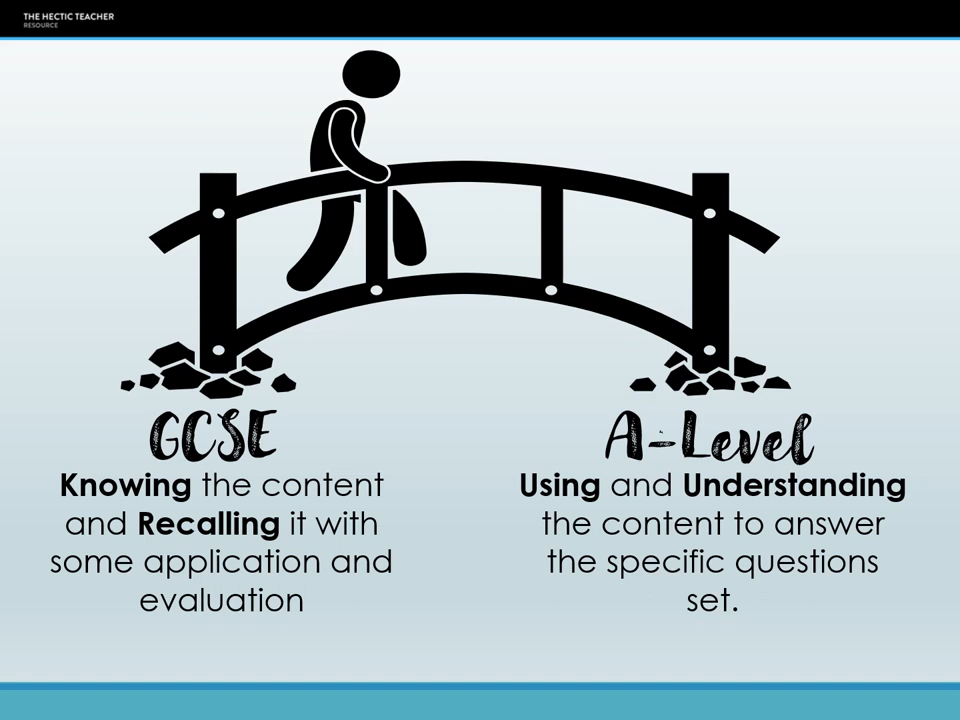 THE HECTIC TEACHER
RESOURCE
GCSE
Knowing the content
and Recalling it with
some application and
evaluation
A-Level
Using and Understanding
the content to answer
the specific questions
set.